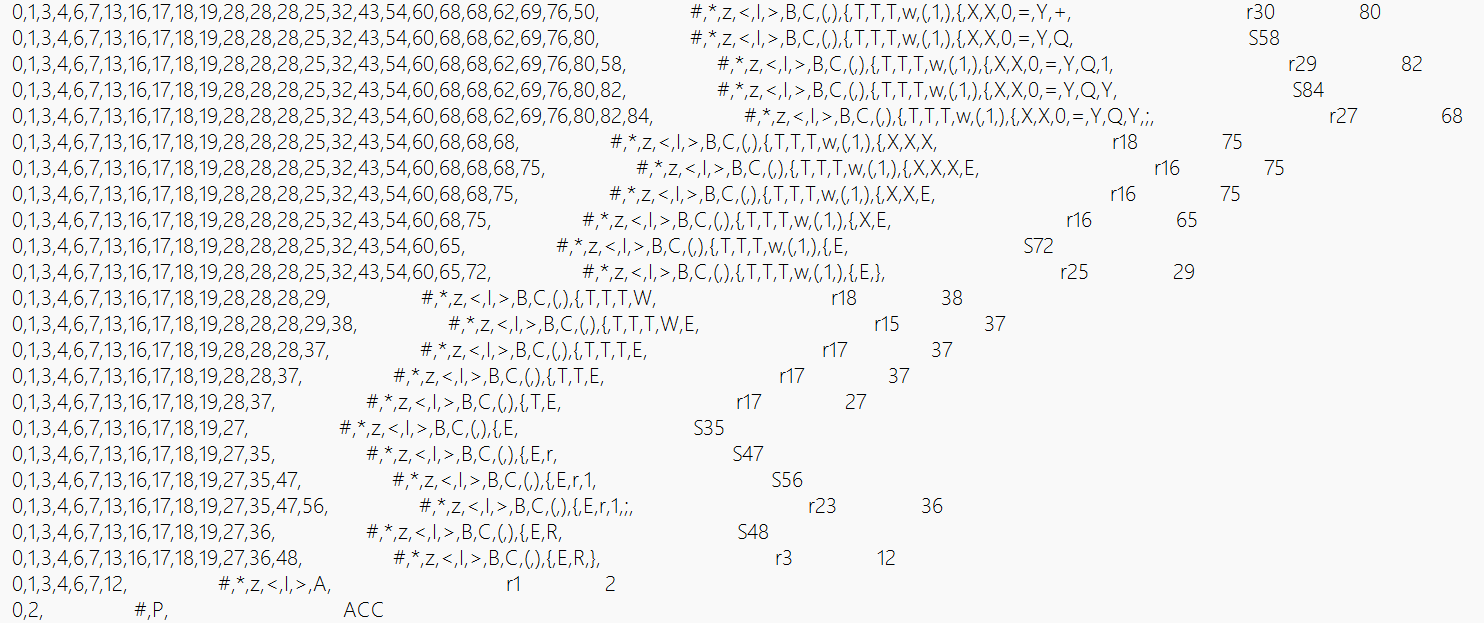 0,1,3,4,6,7,13,16,17,18,19,28,28,28,25,32,43,54,60,68,68,62,69,76,50, #,*,z,<,l,>,B,C,(,),{,T,T,T,w,(,1,),{,X,X,0,=,Y,+, r30 80
0,1,3,4,6,7,13,16,17,18,19,28,28,28,25,32,43,54,60,68,68,62,69,76,80, #,*,z,<,l,>,B,C,(,),{,T,T,T,w,(,1,),{,X,X,0,=,Y,Q, S58
0,1,3,4,6,7,13,16,17,18,19,28,28,28,25,32,43,54,60,68,68,62,69,76,80,58, #,*,z,<,l,>,B,C,(,),{,T,T,T,w,(,1,),{,X,X,0,=,Y,Q,1, r29 82
0,1,3,4,6,7,13,16,17,18,19,28,28,28,25,32,43,54,60,68,68,62,69,76,80,82, #,*,z,<,l,>,B,C,(,),{,T,T,T,w,(,1,),{,X,X,0,=,Y,Q,Y, S84
0,1,3,4,6,7,13,16,17,18,19,28,28,28,25,32,43,54,60,68,68,62,69,76,80,82,84, #,*,z,<,l,>,B,C,(,),{,T,T,T,w,(,1,),{,X,X,0,=,Y,Q,Y,;, r27 68
0,1,3,4,6,7,13,16,17,18,19,28,28,28,25,32,43,54,60,68,68,68, #,*,z,<,l,>,B,C,(,),{,T,T,T,w,(,1,),{,X,X,X, r18 75
0,1,3,4,6,7,13,16,17,18,19,28,28,28,25,32,43,54,60,68,68,68,75, #,*,z,<,l,>,B,C,(,),{,T,T,T,w,(,1,),{,X,X,X,E, r16 75
0,1,3,4,6,7,13,16,17,18,19,28,28,28,25,32,43,54,60,68,68,75, #,*,z,<,l,>,B,C,(,),{,T,T,T,w,(,1,),{,X,X,E, r16 75
0,1,3,4,6,7,13,16,17,18,19,28,28,28,25,32,43,54,60,68,75, #,*,z,<,l,>,B,C,(,),{,T,T,T,w,(,1,),{,X,E, r16 65
0,1,3,4,6,7,13,16,17,18,19,28,28,28,25,32,43,54,60,65, #,*,z,<,l,>,B,C,(,),{,T,T,T,w,(,1,),{,E, S72
0,1,3,4,6,7,13,16,17,18,19,28,28,28,25,32,43,54,60,65,72, #,*,z,<,l,>,B,C,(,),{,T,T,T,w,(,1,),{,E,}, r25 29
0,1,3,4,6,7,13,16,17,18,19,28,28,28,29, #,*,z,<,l,>,B,C,(,),{,T,T,T,W, r18 38
0,1,3,4,6,7,13,16,17,18,19,28,28,28,29,38, #,*,z,<,l,>,B,C,(,),{,T,T,T,W,E, r15 37
0,1,3,4,6,7,13,16,17,18,19,28,28,28,37, #,*,z,<,l,>,B,C,(,),{,T,T,T,E, r17 37
0,1,3,4,6,7,13,16,17,18,19,28,28,37, #,*,z,<,l,>,B,C,(,),{,T,T,E, r17 37
0,1,3,4,6,7,13,16,17,18,19,28,37, #,*,z,<,l,>,B,C,(,),{,T,E, r17 27
0,1,3,4,6,7,13,16,17,18,19,27, #,*,z,<,l,>,B,C,(,),{,E, S35
0,1,3,4,6,7,13,16,17,18,19,27,35, #,*,z,<,l,>,B,C,(,),{,E,r, S47
0,1,3,4,6,7,13,16,17,18,19,27,35,47, #,*,z,<,l,>,B,C,(,),{,E,r,1, S56
0,1,3,4,6,7,13,16,17,18,19,27,35,47,56, #,*,z,<,l,>,B,C,(,),{,E,r,1,;, r23 36
0,1,3,4,6,7,13,16,17,18,19,27,36, #,*,z,<,l,>,B,C,(,),{,E,R, S48
0,1,3,4,6,7,13,16,17,18,19,27,36,48, #,*,z,<,l,>,B,C,(,),{,E,R,}, r3 12
0,1,3,4,6,7,12, #,*,z,<,l,>,A, r1 2
0,2, #,P, ACC